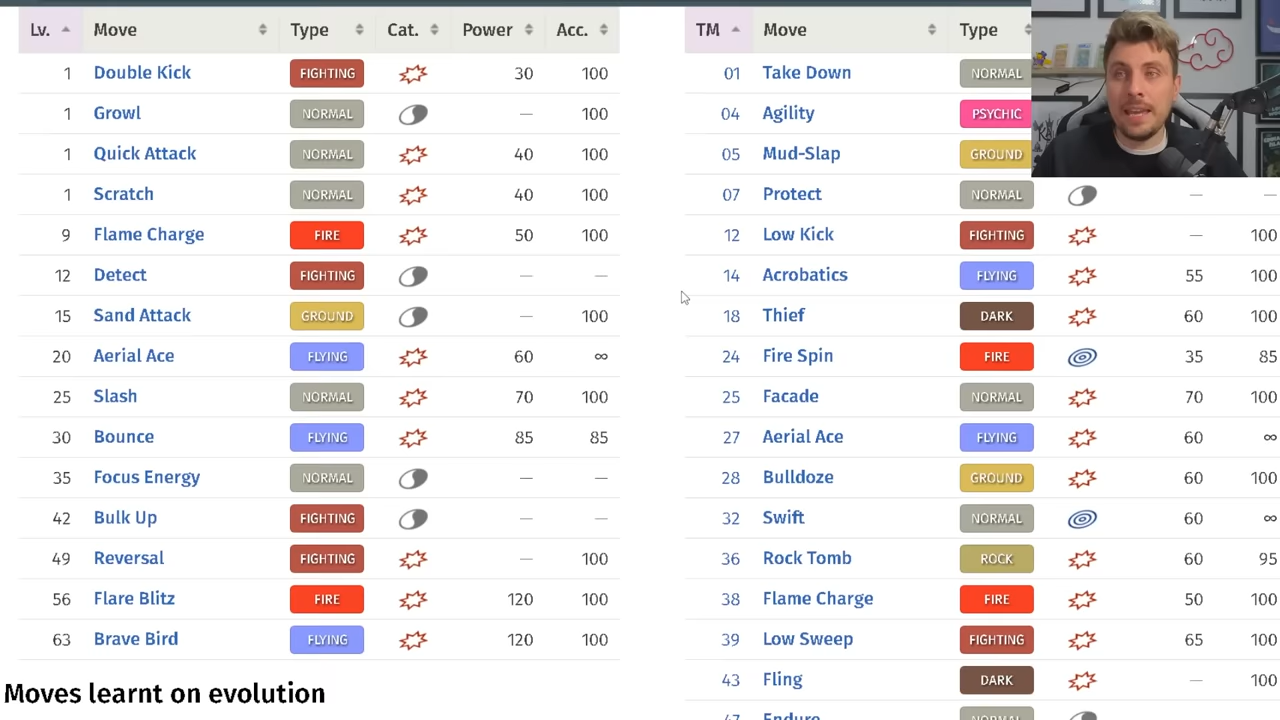 Lv. Move Type Cat. Power Acc.
1 Double Kick FIGHTING 30 100
1 Growl NORMAL — 100
1 Quick Attack NORMAL 40 100
1 Scratch NORMAL 40 100
9 Flame Charge FIRE 50 100
12 Detect FIGHTING — —
15 Sand Attack GROUND — 100
20 Aerial Ace FLYING 60 ∞
25 Slash NORMAL 70 100
30 Bounce FLYING 85 85
35 Focus Energy NORMAL — —
42 Bulk Up FIGHTING — —
49 Reversal FIGHTING — 100
56 Flare Blitz FIRE 120 100
63 Brave Bird FLYING 120 100
Moves learnt on evolution
TM Move Type
01 Take Down NORMAL
04 Agility PSYCHIC
05 Mud-Slap GROUND
07 Protect NORMAL — —
12 Low Kick FIGHTING — 100
14 Acrobatics FLYING 55 100
18 Thief DARK 60 100
24 Fire Spin FIRE 35 85
25 Facade NORMAL 70 100
27 Aerial Ace FLYING 60 ∞
28 Bulldoze GROUND 60 100
32 Swift NORMAL 60 ∞
36 Rock Tomb ROCK 60 95
38 Flame Charge FIRE 50 100
39 Low Sweep FIGHTING 65 100
43 Fling DARK — 100
47 Endure NORMAL